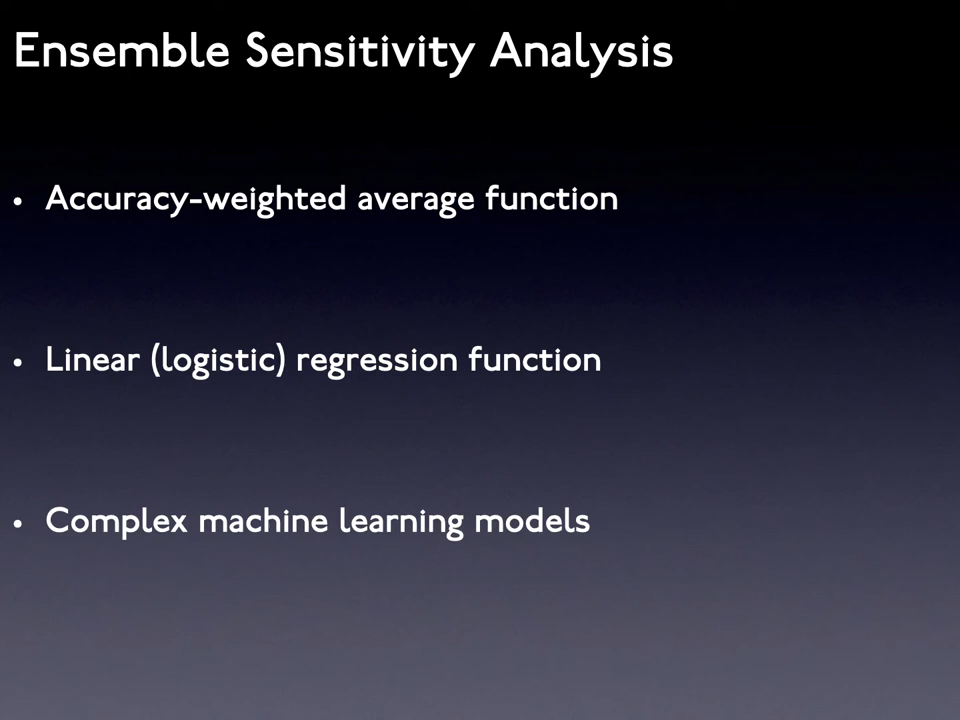 Ensemble Sensitivity Analysis
• Accuracy-weighted average function
• Linear (logistic) regression function
• Complex machine learning models